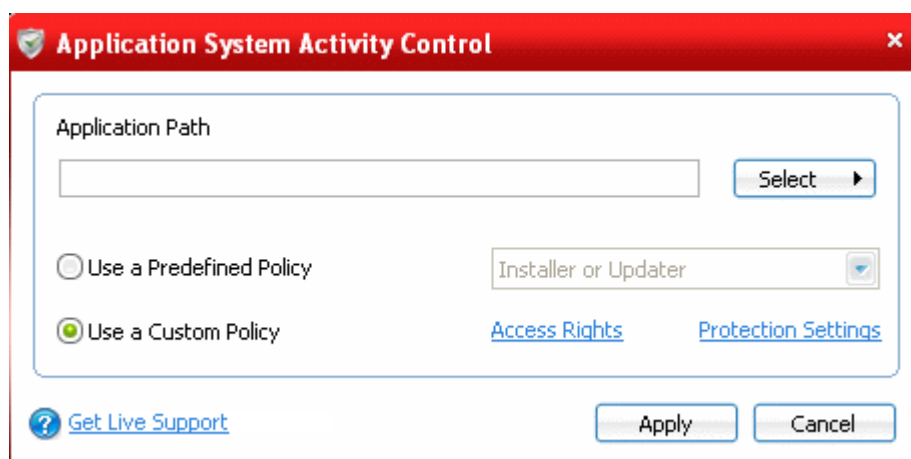 Application System Activity Control
Application Path
Select
Use a Predefined Policy
Installer or Updater
Use a Custom Policy
Access Rights
Protection Settings
Get Live Support
Apply
Cancel